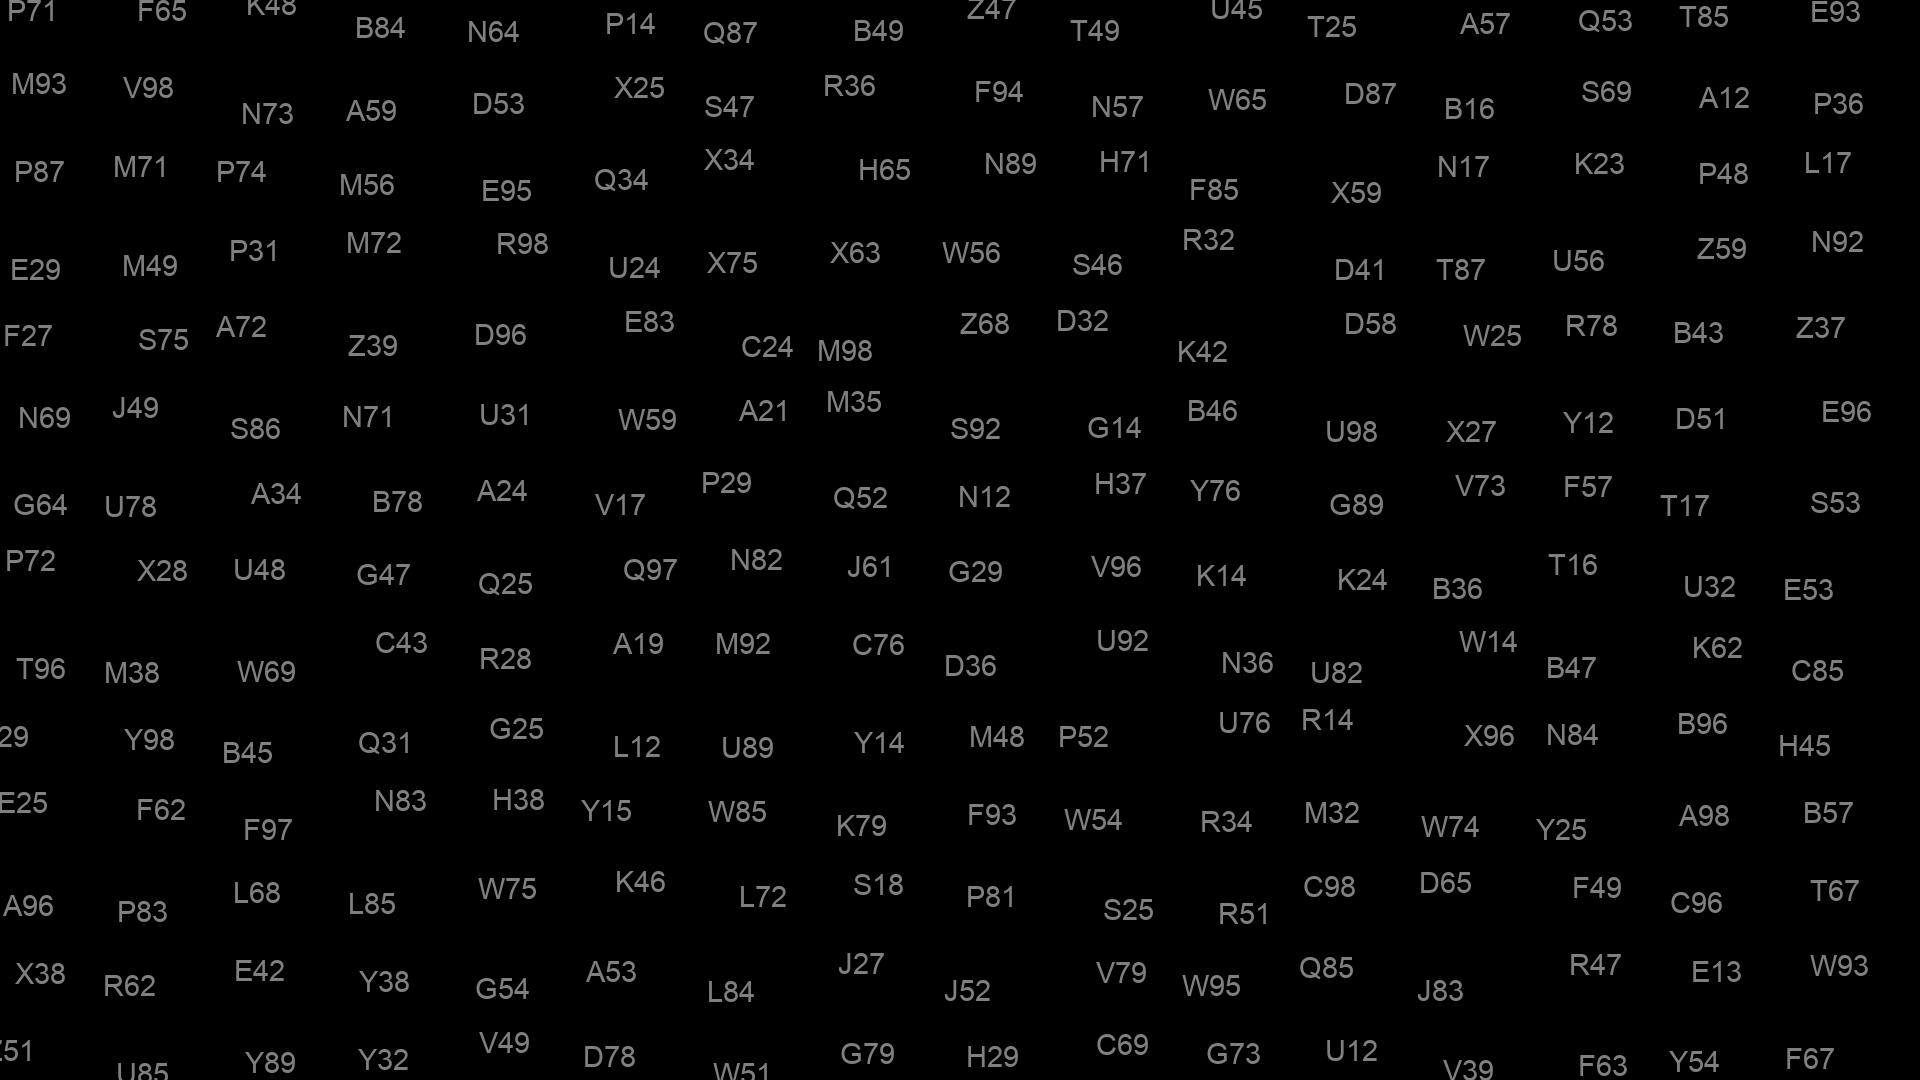 P71 F65 K48 B84 N64 P14 Q87 B49 Z47 T49 U45 T25 A57 Q53 T85 E93
M93 V98 N73 A59 D53 X25 S47 R36 F94 N57 W65 D87 B16 S69 A12 P36
P87 M71 P74 M56 E95 Q34 X34 H65 N89 H71 F85 X59 N17 K23 P48 L17
E29 M49 P31 M72 R98 U24 X75 X63 W56 S46 R32 D41 T87 U56 Z59 N92
F27 S75 A72 Z39 D96 E83 C24 M98 Z68 D32 K42 D58 W25 R78 B43 Z37
N69 J49 S86 N71 U31 W59 A21 M35 S92 G14 B46 U98 X27 Y12 D51 E96
G64 U78 A34 B78 A24 V17 P29 Q52 N12 H37 Y76 G89 V73 F57 T17 S53
P72 X28 U48 G47 Q25 Q97 N82 J61 G29 V96 K14 K24 B36 T16 U32 E53
T96 M38 W69 C43 R28 A19 M92 C76 D36 U92 N36 U82 W14 B47 K62 C85
29 Y98 B45 Q31 G25 L12 U89 Y14 M48 P52 U76 R14 X96 N84 B96 H45
E25 F62 F97 N83 H38 Y15 W85 K79 F93 W54 R34 M32 W74 Y25 A98 B57
A96 P83 L68 L85 W75 K46 L72 S18 P81 S25 R51 C98 D65 F49 C96 T67
X38 R62 E42 Y38 G54 A53 L84 J27 J52 V79 W95 Q85 J83 R47 E13 W93
51 U85 Y89 Y32 V49 D78 W51 G79 H29 C69 G73 U12 V39 F63 Y54 F67